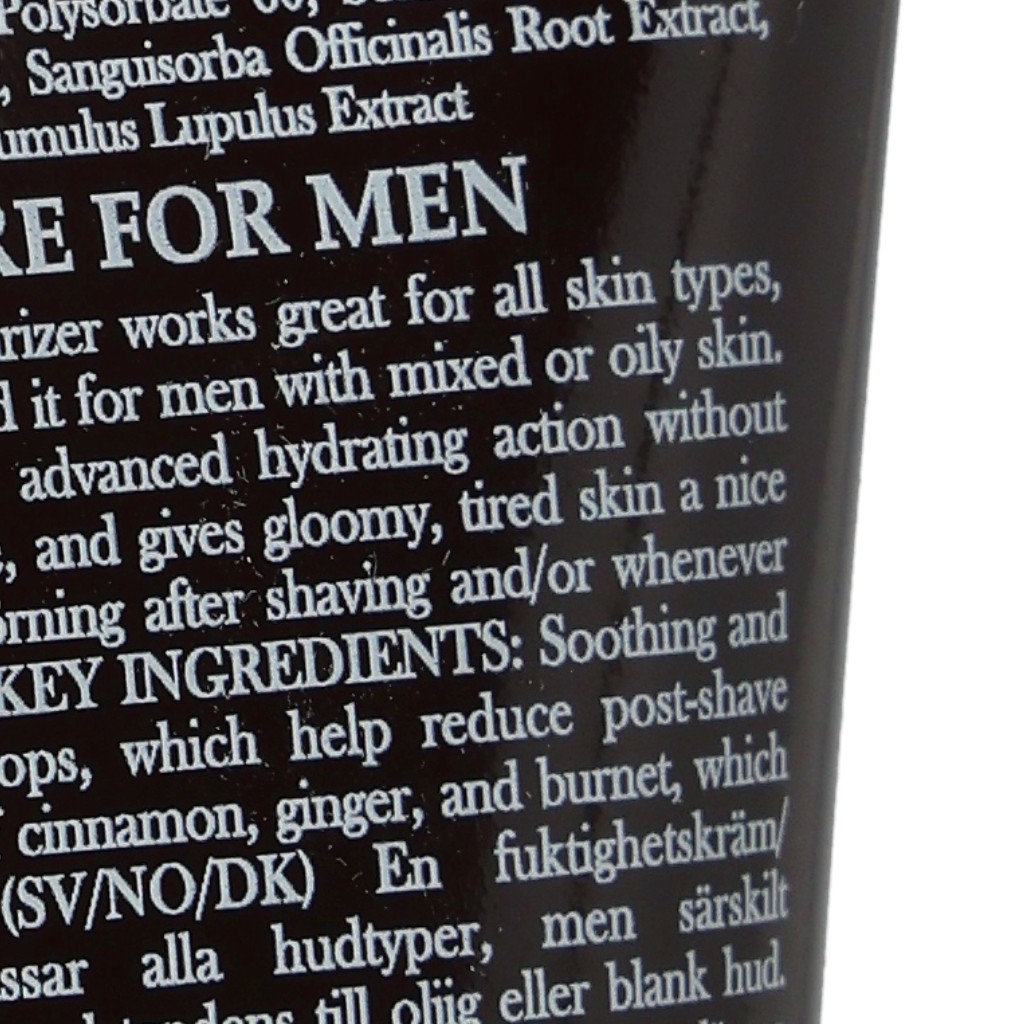 Polysorbate 60,
, Sanguisorba Officinalis Root Extract,
umulus Lupulus Extract
RE FOR MEN
rizer works great for all skin types,
d it for men with mixed or oily skin.
advanced hydrating action without
, and gives gloomy, tired skin a nice
orning after shaving and/or whenever
KEY INGREDIENTS: Soothing and
ops, which help reduce post-shave
cinnamon, ginger, and burnet, which
(SV/NO/DK) En fuktighetskräm/
ssar alla hudtyper, men särskilt
till oljig eller blank hud.